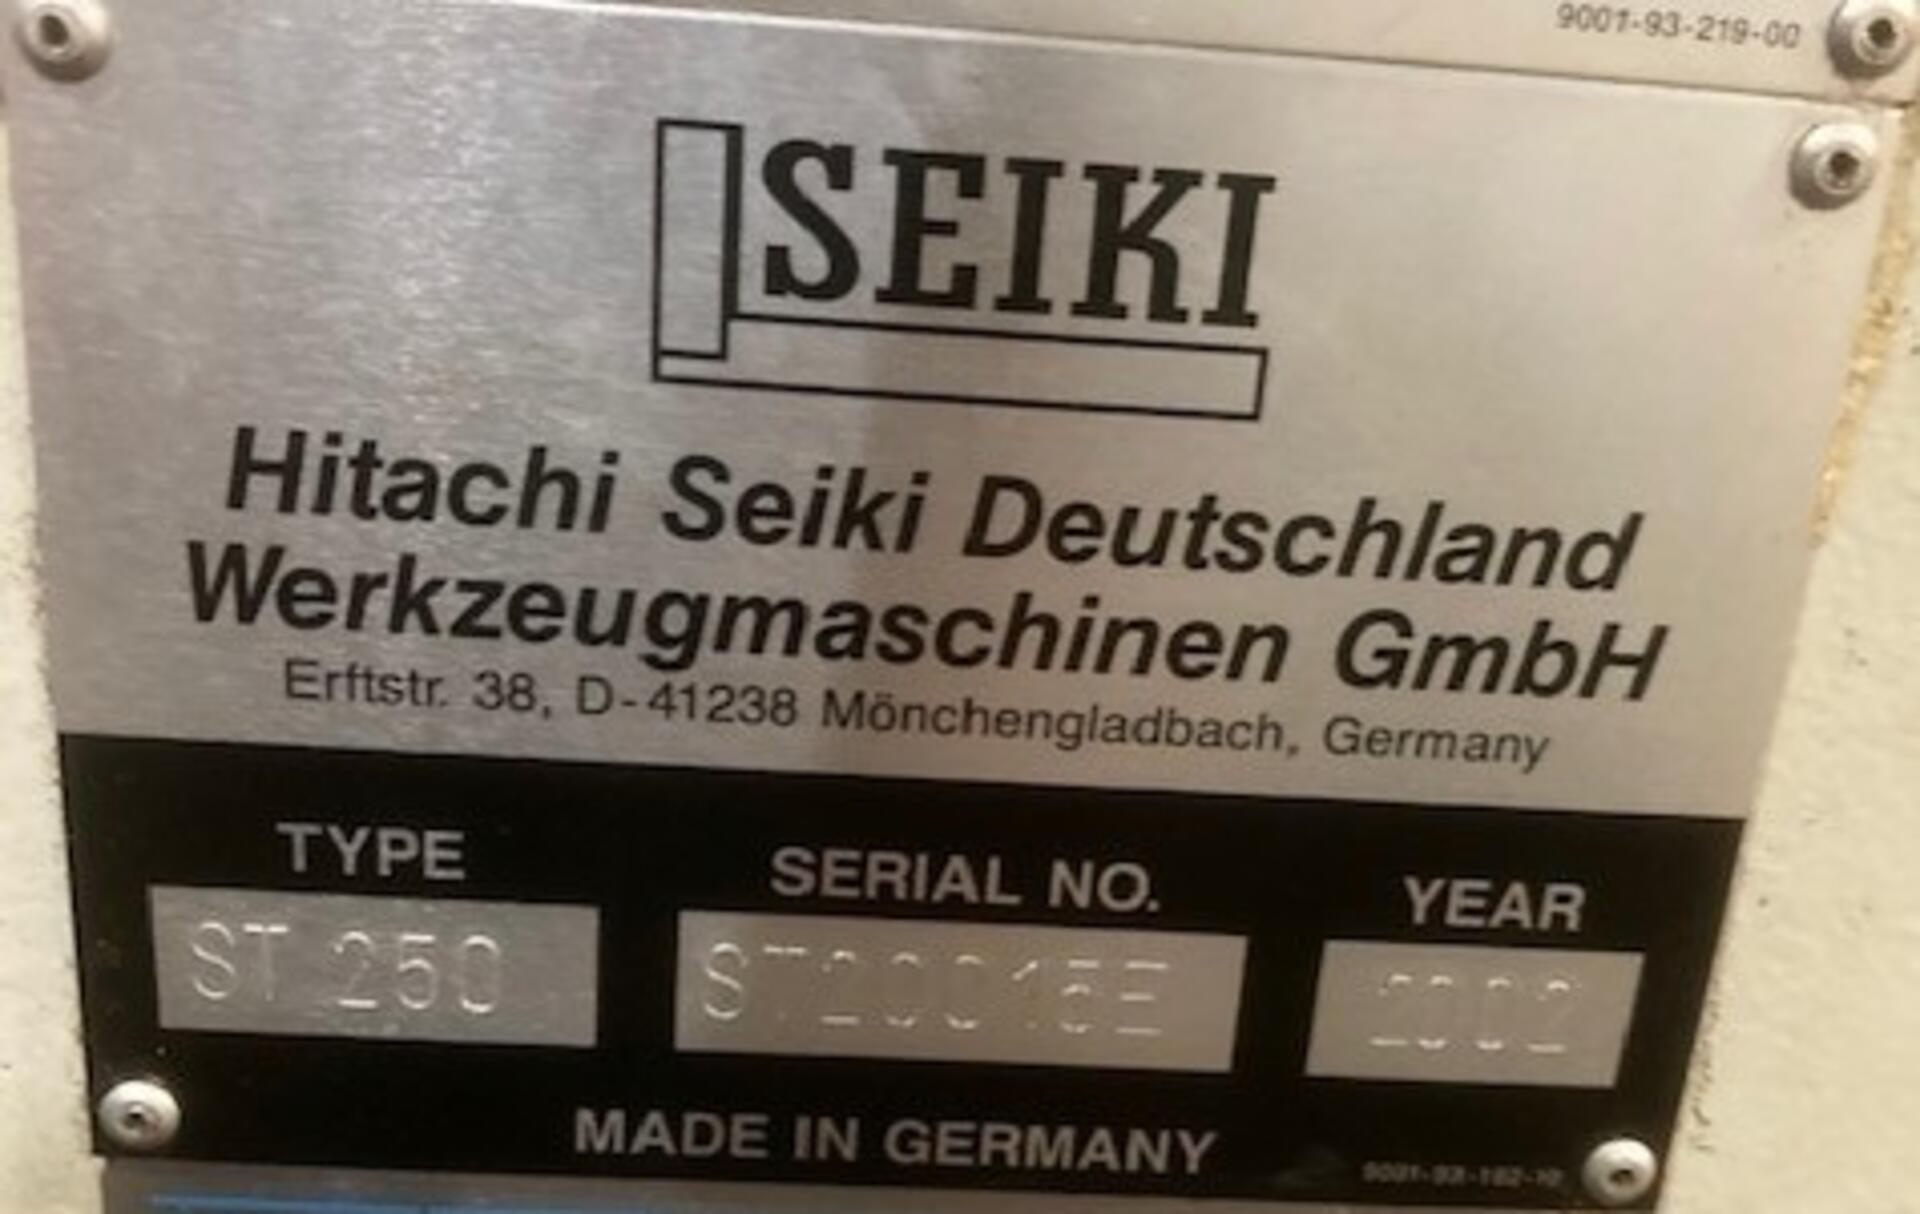 9001-93-219-00
SEIKI
Hitachi Seiki Deutschland
Werkzeugmaschinen GmbH
Erftstr. 38, D-41238 Mönchengladbach, Germany
TYPE SERIAL NO. YEAR
ST 250 2002
MADE IN GERMANY